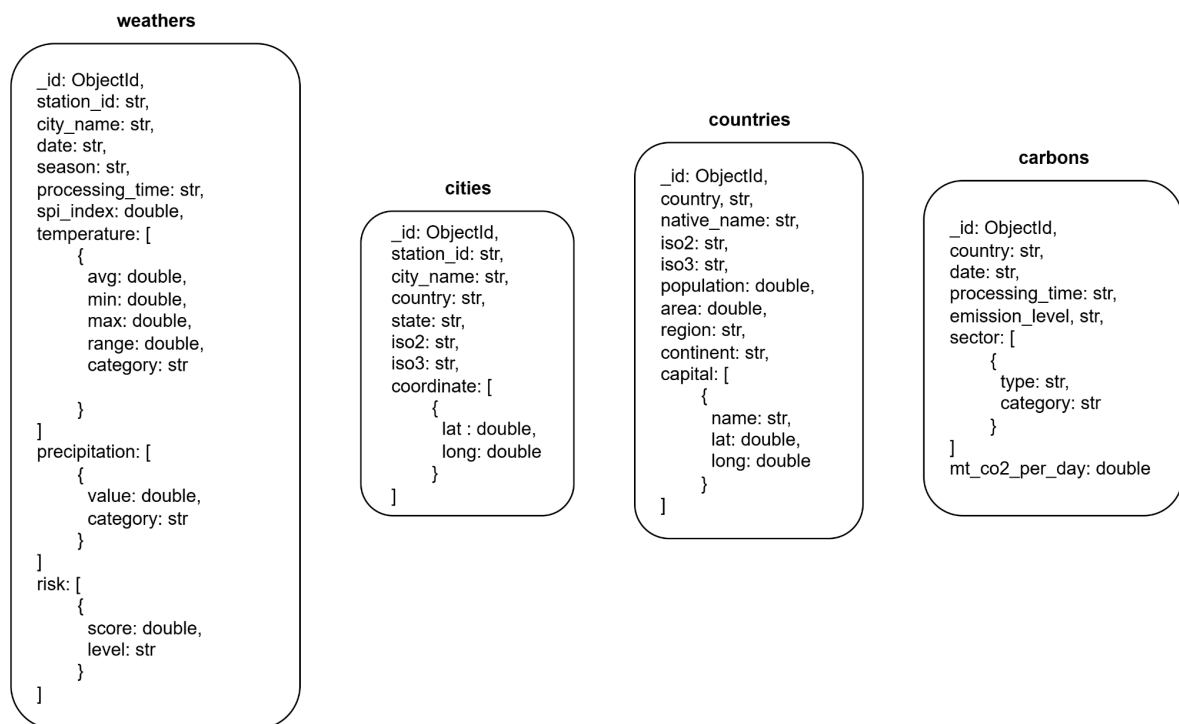 weathers
_id: ObjectId,
station_id: str,
city_name: str,
date: str,
season: str,
processing_time: str,
spi_index: double,
temperature: [
{
avg: double,
min: double,
max: double,
range: double,
category: str
}
]
precipitation: [
{
value: double,
category: str
}
]
risk: [
{
score: double,
level: str
}
]
cities
_id: ObjectId,
station_id: str,
city_name: str,
country: str,
state: str,
iso2: str,
iso3: str,
coordinate: [
{
lat : double,
long: double
}
]
countries
_id: ObjectId,
country, str,
native_name: str,
iso2: str,
iso3: str,
population: double,
area: double,
region: str,
continent: str,
capital: [
{
name: str,
lat: double,
long: double
}
]
carbons
_id: ObjectId,
country: str,
date: str,
processing_time: str,
emission_level, str,
sector: [
{
type: str,
category: str
}
]
mt_co2_per_day: double